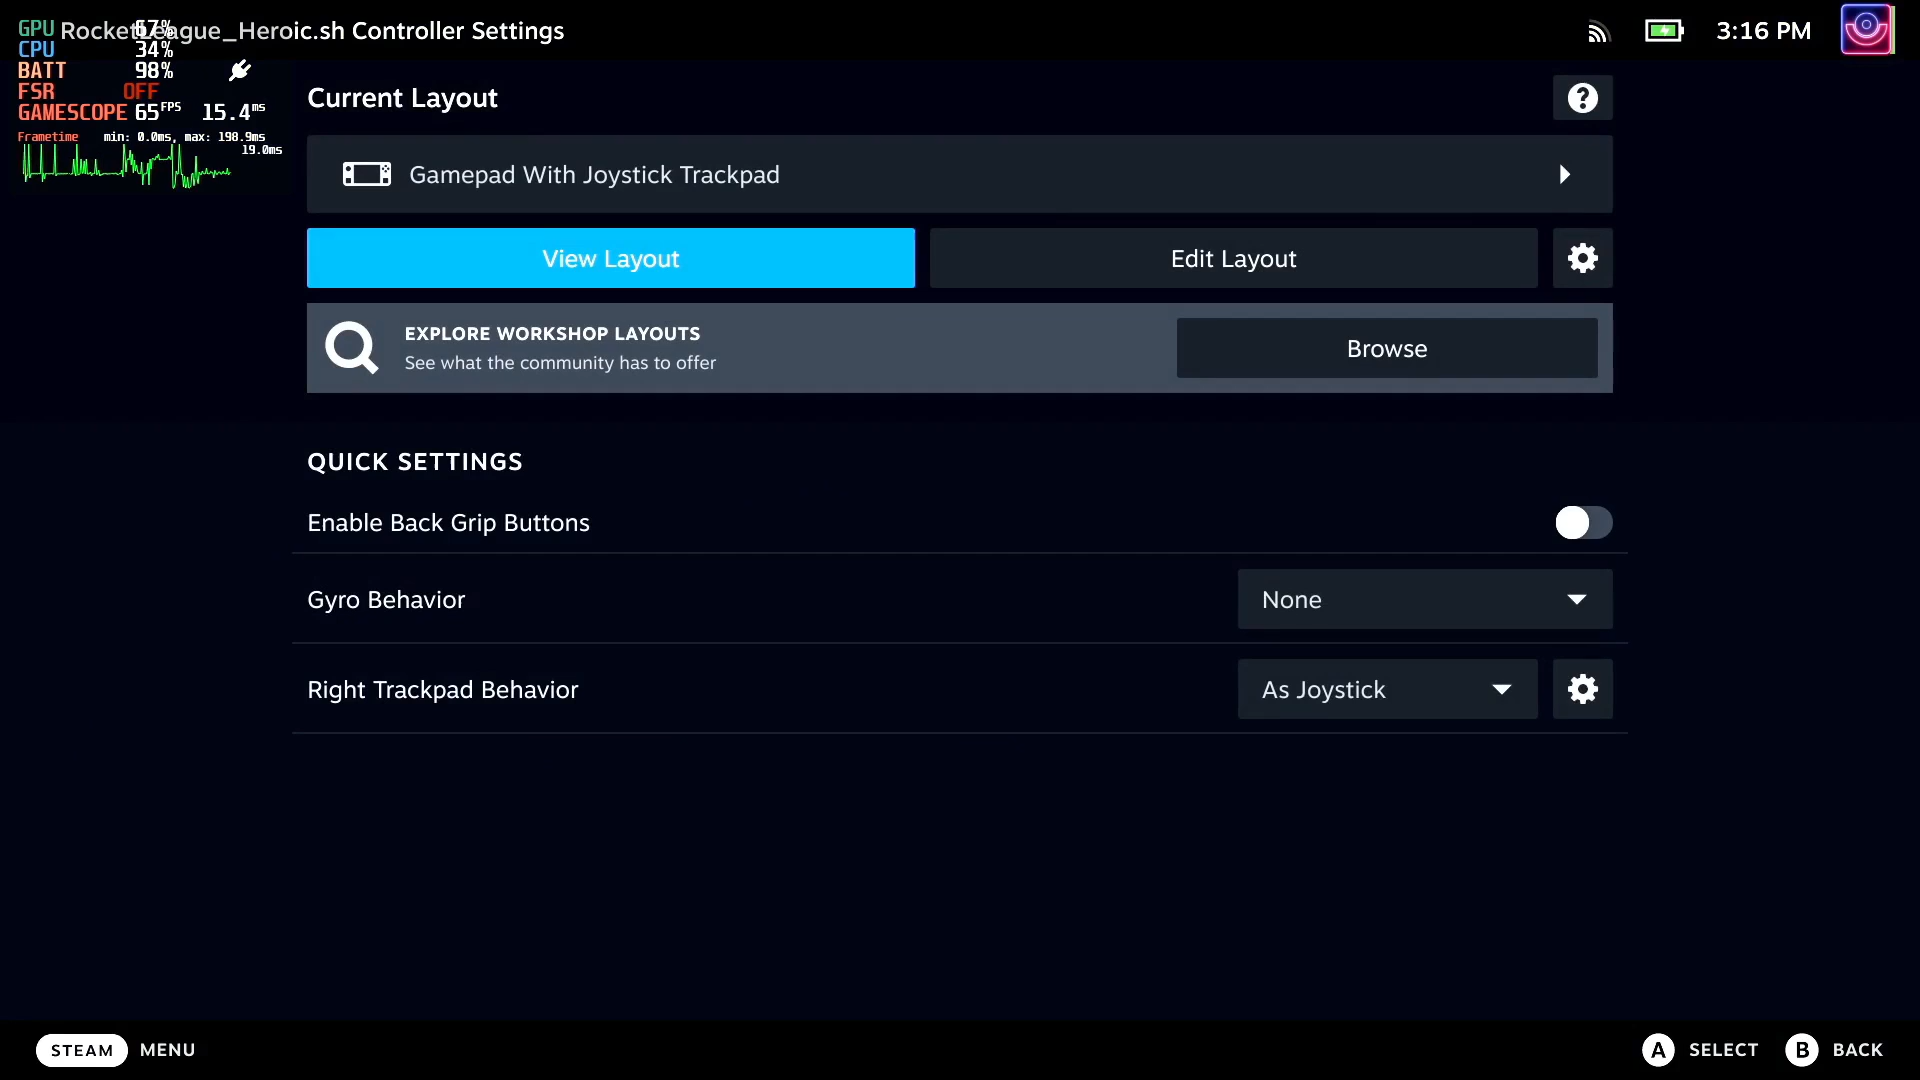 RocketLeague_Heroic.sh Controller Settings
3:16 PM
GPU 67%
CPU 34%
BATT 98%
FSR OFF
GAMESCOPE 65FPS 15.4ms
Frametime min: 0.0ms, max: 198.9ms
19.0ms
Current Layout
?
Gamepad With Joystick Trackpad
View Layout
Edit Layout
EXPLORE WORKSHOP LAYOUTS
See what the community has to offer
Browse
QUICK SETTINGS
Enable Back Grip Buttons
Gyro Behavior
None
Right Trackpad Behavior
As Joystick
STEAM MENU
A SELECT B BACK